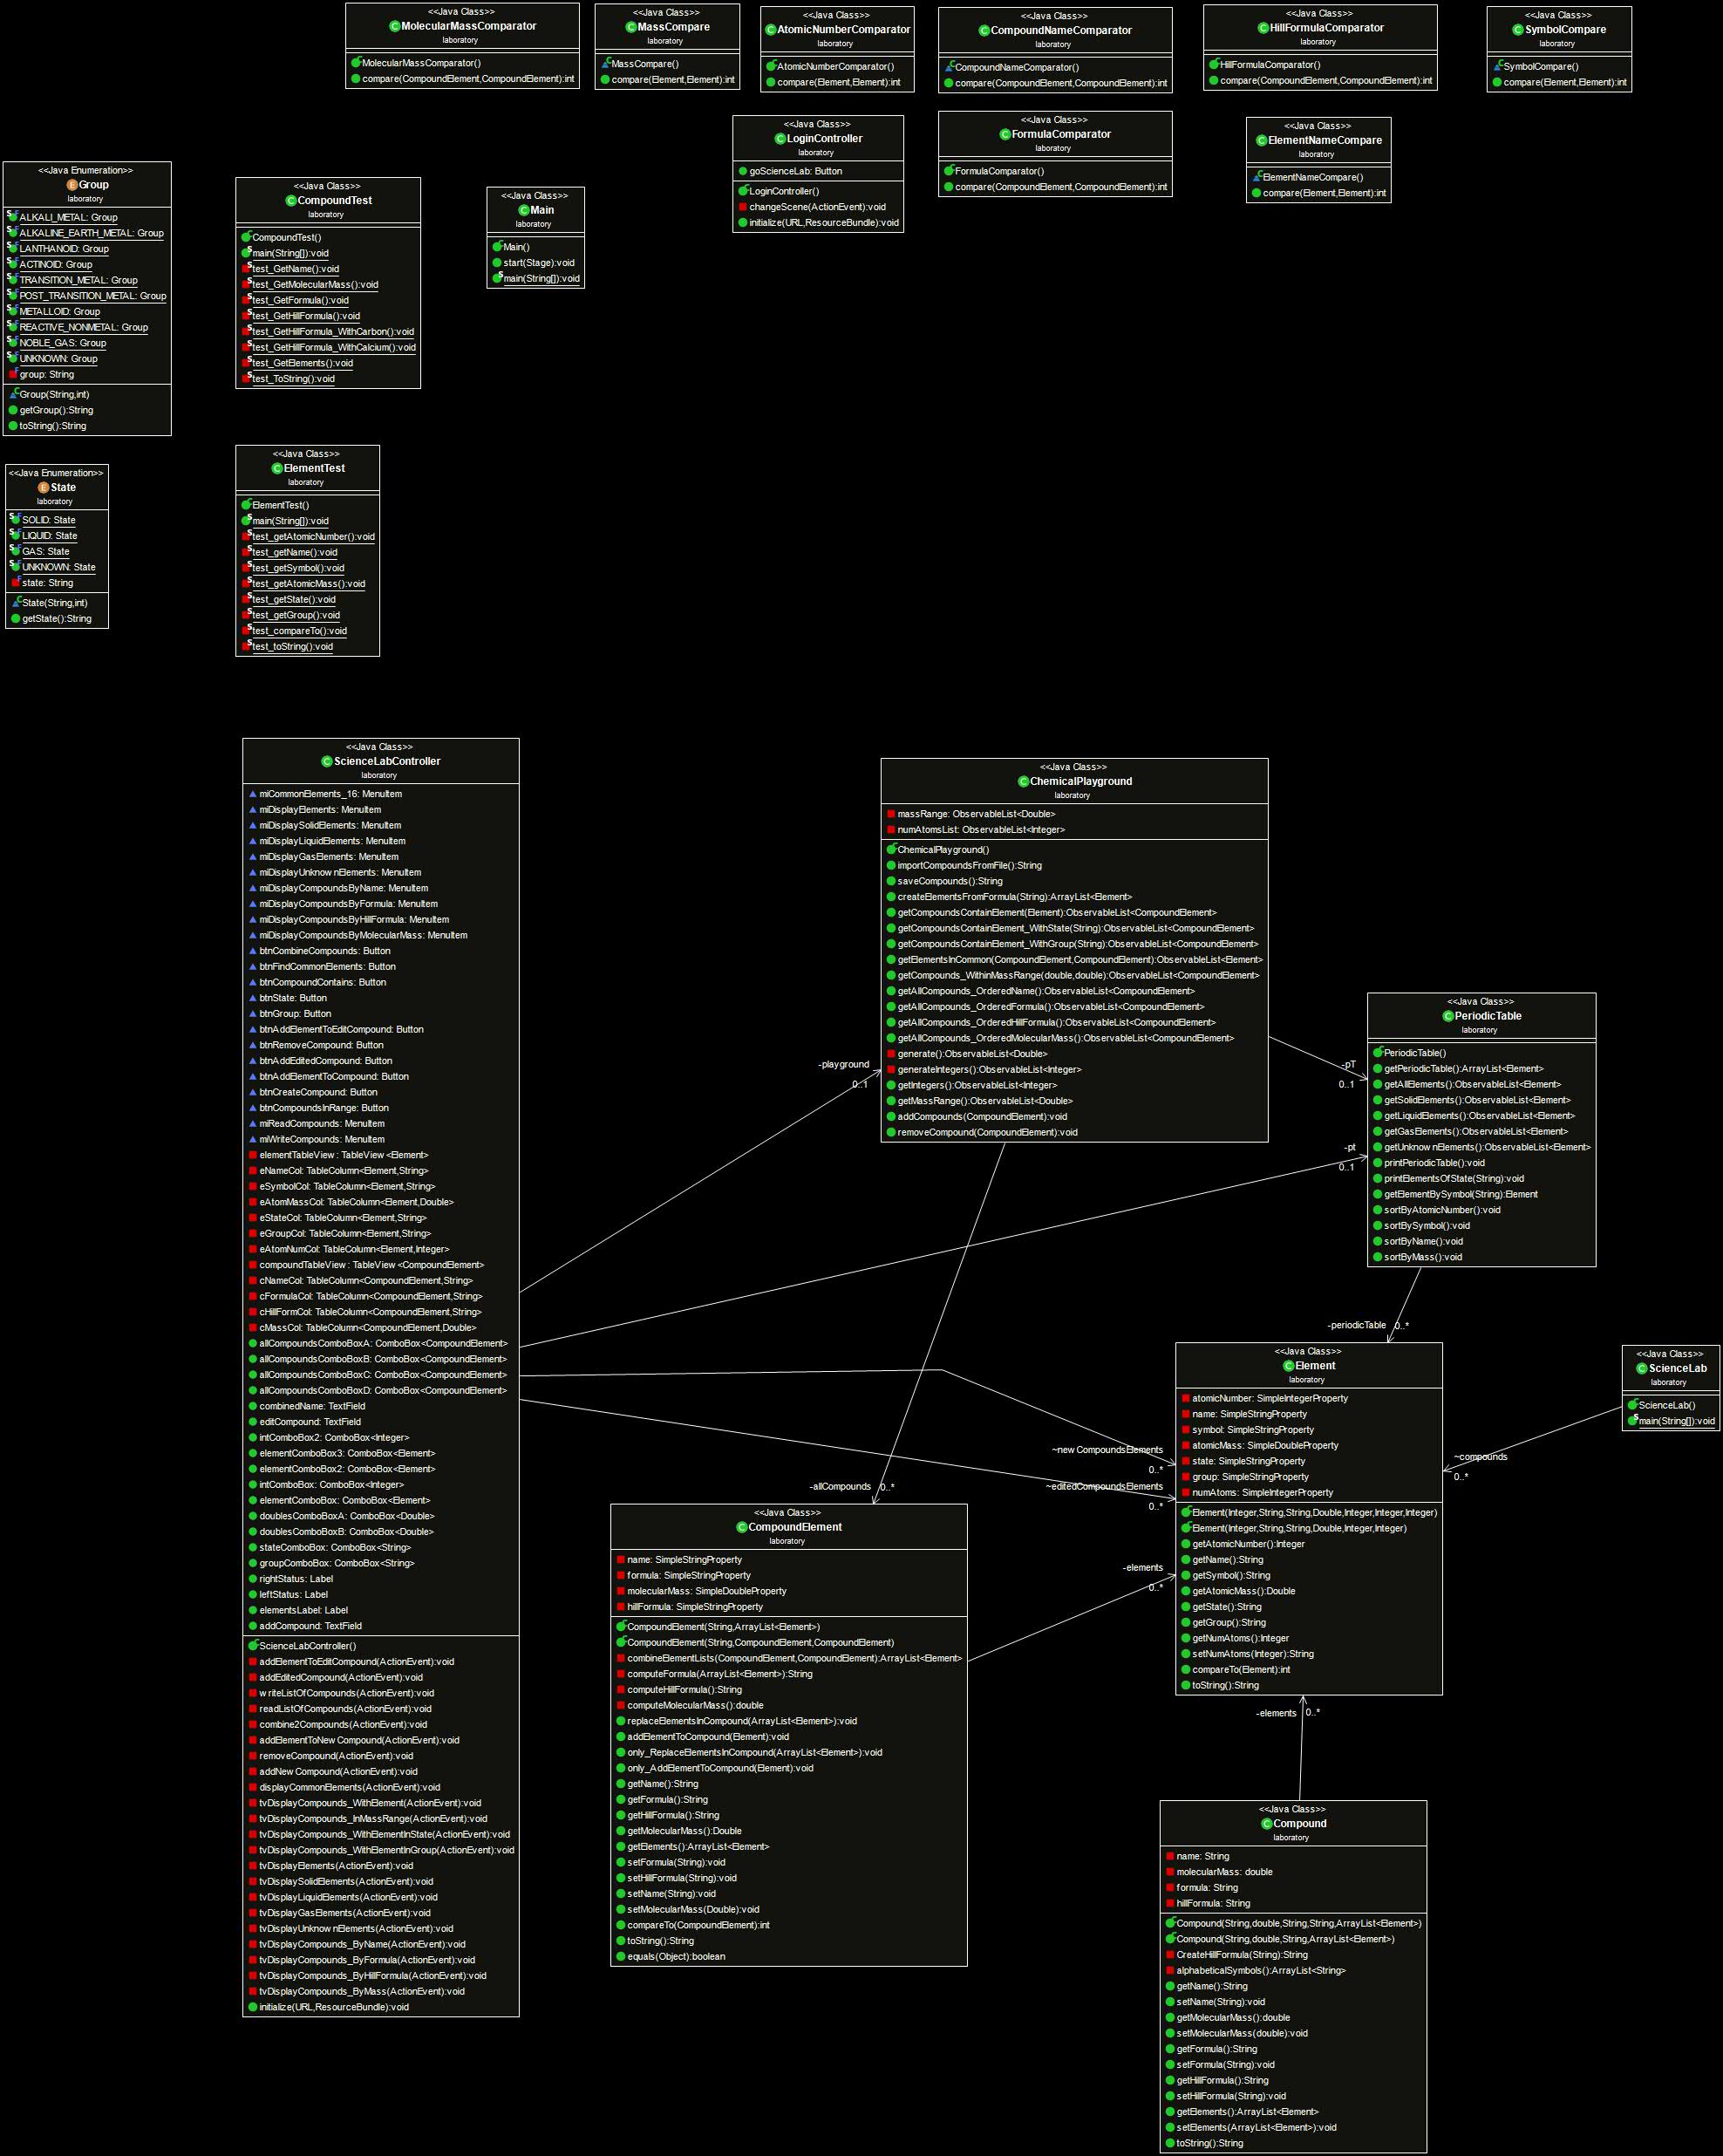 <<Java Class>>
MolecularMassComparator
laboratory
MolecularMassComparator()
compare(CompoundElement,CompoundElement):int
<<Java Class>>
MassCompare
laboratory
MassCompare()
compare(Element,Element):int
<<Java Class>>
AtomicNumberComparator
laboratory
AtomicNumberComparator()
compare(Element,Element):int
<<Java Class>>
CompoundNameComparator
laboratory
CompoundNameComparator()
compare(CompoundElement,CompoundElement):int
<<Java Class>>
HillFormulaComparator
laboratory
HillFormulaComparator()
compare(CompoundElement,CompoundElement):int
<<Java Class>>
SymbolCompare
laboratory
SymbolCompare()
compare(Element,Element):int
<<Java Class>>
LoginController
laboratory
goScienceLab: Button
LoginController()
changeScene(ActionEvent):void
initialize(URL,ResourceBundle):void
<<Java Class>>
FormulaComparator
laboratory
FormulaComparator()
compare(CompoundElement,CompoundElement):int
<<Java Class>>
ElementNameCompare
laboratory
ElementNameCompare()
compare(Element,Element):int
<<Java Enumeration>>
Group
laboratory
ALKALI_METAL: Group
ALKALINE_EARTH_METAL: Group
LANTHANOID: Group
ACTINOID: Group
TRANSITION_METAL: Group
POST_TRANSITION_METAL: Group
METALLOID: Group
REACTIVE_NONMETAL: Group
NOBLE_GAS: Group
UNKNOWN: Group
group: String
Group(String,int)
getGroup():String
toString():String
<<Java Class>>
CompoundTest
laboratory
CompoundTest()
main(String[]):void
test_GetName():void
test_GetMolecularMass():void
test_GetFormula():void
test_GetHillFormula():void
test_GetHillFormula_WithCarbon():void
test_GetHillFormula_WithCalcium():void
test_GetElements():void
test_ToString():void
<<Java Class>>
Main
laboratory
Main()
start(Stage):void
main(String[]):void
<<Java Enumeration>>
State
laboratory
SOLID: State
LIQUID: State
GAS: State
UNKNOWN: State
state: String
State(String,int)
getState():String
<<Java Class>>
ElementTest
laboratory
ElementTest()
main(String[]):void
test_getAtomicNumber():void
test_getName():void
test_getSymbol():void
test_getAtomicMass():void
test_getState():void
test_getGroup():void
test_compareTo():void
test_toString():void
<<Java Class>>
ScienceLabController
laboratory
miCommonElements_16: MenuItem
miDisplayElements: MenuItem
miDisplaySolidElements: MenuItem
miDisplayLiquidElements: MenuItem
miDisplayGasElements: MenuItem
miDisplayUnknownElements: MenuItem
miDisplayCompoundsByName: MenuItem
miDisplayCompoundsByFormula: MenuItem
miDisplayCompoundsByHillFormula: MenuItem
miDisplayCompoundsByMolecularMass: MenuItem
btnCombineCompounds: Button
btnFindCommonElements: Button
btnCompoundContains: Button
btnState: Button
btnGroup: Button
btnAddElementToEditCompound: Button
btnRemoveCompound: Button
btnAddEditedCompound: Button
btnAddElementToCompound: Button
btnCreateCompound: Button
btnCompoundsInRange: Button
miReadCompounds: MenuItem
miWriteCompounds: MenuItem
elementTableView: TableView<Element>
eNameCol: TableColumn<Element,String>
eSymbolCol: TableColumn<Element,String>
eAtomMassCol: TableColumn<Element,Double>
eStateCol: TableColumn<Element,String>
eGroupCol: TableColumn<Element,String>
eAtomNumCol: TableColumn<Element,Integer>
compoundTableView: TableView<CompoundElement>
cNameCol: TableColumn<CompoundElement,String>
cFormulaCol: TableColumn<CompoundElement,String>
cHillFormCol: TableColumn<CompoundElement,String>
cMassCol: TableColumn<CompoundElement,Double>
allCompoundsComboBoxA: ComboBox<CompoundElement>
allCompoundsComboBoxB: ComboBox<CompoundElement>
allCompoundsComboBoxC: ComboBox<CompoundElement>
allCompoundsComboBoxD: ComboBox<CompoundElement>
combinedName: TextField
editCompound: TextField
intComboBox2: ComboBox<Integer>
elementComboBox3: ComboBox<Element>
elementComboBox2: ComboBox<Element>
intComboBox: ComboBox<Integer>
elementComboBox: ComboBox<Element>
doublesComboBoxA: ComboBox<Double>
doublesComboBoxB: ComboBox<Double>
stateComboBox: ComboBox<String>
groupComboBox: ComboBox<String>
rightStatus: Label
leftStatus: Label
elementsLabel: Label
addCompound: TextField
ScienceLabController()
addElementToEditCompound(ActionEvent):void
addEditedCompound(ActionEvent):void
writeListOfCompounds(ActionEvent):void
readListOfCompounds(ActionEvent):void
combine2Compounds(ActionEvent):void
addElementToNewCompound(ActionEvent):void
removeCompound(ActionEvent):void
addNewCompound(ActionEvent):void
displayCommonElements(ActionEvent):void
tvDisplayCompounds_WithElement(ActionEvent):void
tvDisplayCompounds_InMassRange(ActionEvent):void
tvDisplayCompounds_WithElementInState(ActionEvent):void
tvDisplayCompounds_WithElementInGroup(ActionEvent):void
tvDisplayElements(ActionEvent):void
tvDisplaySolidElements(ActionEvent):void
tvDisplayLiquidElements(ActionEvent):void
tvDisplayGasElements(ActionEvent):void
tvDisplayUnknownElements(ActionEvent):void
tvDisplayCompounds_ByName(ActionEvent):void
tvDisplayCompounds_ByFormula(ActionEvent):void
tvDisplayCompounds_ByHillFormula(ActionEvent):void
tvDisplayCompounds_ByMass(ActionEvent):void
initialize(URL,ResourceBundle):void
<<Java Class>>
ChemicalPlayground
laboratory
massRange: ObservableList<Double>
numAtomsList: ObservableList<Integer>
ChemicalPlayground()
importCompoundsFromFile():String
saveCompounds():String
createElementsFromFormula(String):ArrayList<Element>
getCompoundsContainElement(Element):ObservableList<CompoundElement>
getCompoundsContainElement_WithState(String):ObservableList<CompoundElement>
getCompoundsContainElement_WithGroup(String):ObservableList<CompoundElement>
getElementsInCommon(CompoundElement,CompoundElement):ObservableList<Element>
getCompounds_WithinMassRange(double,double):ObservableList<CompoundElement>
getAllCompounds_OrderedName():ObservableList<CompoundElement>
getAllCompounds_OrderedFormula():ObservableList<CompoundElement>
getAllCompounds_OrderedHillFormula():ObservableList<CompoundElement>
getAllCompounds_OrderedMolecularMass():ObservableList<CompoundElement>
generate():ObservableList<Double>
generateIntegers():ObservableList<Integer>
getIntegers():ObservableList<Integer>
getMassRange():ObservableList<Double>
addCompounds(CompoundElement):void
removeCompound(CompoundElement):void
-playground
0..1
-pT
0..1
-pt
0..1
<<Java Class>>
PeriodicTable
laboratory
PeriodicTable()
getPeriodicTable():ArrayList<Element>
getAllElements():ObservableList<Element>
getSolidElements():ObservableList<Element>
getLiquidElements():ObservableList<Element>
getGasElements():ObservableList<Element>
getUnknownElements():ObservableList<Element>
printPeriodicTable():void
printElementsOfState(String):void
getElementBySymbol(String):Element
sortByAtomicNumber():void
sortBySymbol():void
sortByName():void
sortByMass():void
-periodicTable
0..*
<<Java Class>>
Element
laboratory
atomicNumber: SimpleIntegerProperty
name: SimpleStringProperty
symbol: SimpleStringProperty
atomicMass: SimpleDoubleProperty
state: SimpleStringProperty
group: SimpleStringProperty
numAtoms: SimpleIntegerProperty
Element(Integer,String,String,Double,Integer,Integer,Integer)
Element(Integer,String,String,Double,Integer,Integer)
getAtomicNumber():Integer
getName():String
getSymbol():String
getAtomicMass():Double
getState():String
getGroup():String
getNumAtoms():Integer
setNumAtoms(Integer):String
compareTo(Element):int
toString():String
<<Java Class>>
ScienceLab
laboratory
ScienceLab()
main(String[]):void
~compounds
0..*
~newCompoundsElements
0..*
~editedCompoundsElements
0..*
-allCompounds
0..*
<<Java Class>>
CompoundElement
laboratory
name: SimpleStringProperty
formula: SimpleStringProperty
molecularMass: SimpleDoubleProperty
hillFormula: SimpleStringProperty
CompoundElement(String,ArrayList<Element>)
CompoundElement(String,CompoundElement,CompoundElement)
combineElementLists(CompoundElement,CompoundElement):ArrayList<Element>
computeFormula(ArrayList<Element>):String
computeHillFormula():String
computeMolecularMass():double
replaceElementsInCompound(ArrayList<Element>):void
addElementToCompound(Element):void
only_ReplaceElementsInCompound(ArrayList<Element>):void
only_AddElementToCompound(Element):void
getName():String
getFormula():String
getHillFormula():String
getMolecularMass():Double
getElements():ArrayList<Element>
setFormula(String):void
setHillFormula(String):void
setName(String):void
setMolecularMass(Double):void
compareTo(CompoundElement):int
toString():String
equals(Object):boolean
-elements
0..*
-elements
0..*
<<Java Class>>
Compound
laboratory
name: String
molecularMass: double
formula: String
hillFormula: String
Compound(String,double,String,String,ArrayList<Element>)
Compound(String,double,String,ArrayList<Element>)
CreateHillFormula(String):String
alphabeticalSymbols():ArrayList<String>
getName():String
setName(String):void
getMolecularMass():double
setMolecularMass(double):void
getFormula():String
setFormula(String):void
getHillFormula():String
setHillFormula(String):void
getElements():ArrayList<Element>
setElements(ArrayList<Element>):void
toString():String